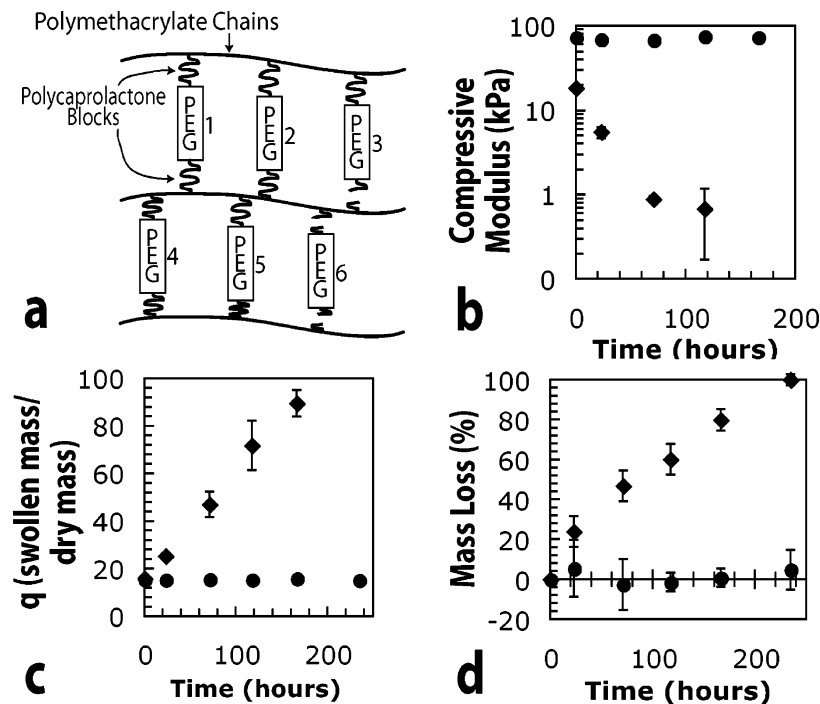 Polymethacrylate Chains
Polycaprolactone
Blocks
PEG 1
PEG 2
PEG 3
PEG 4
PEG 5
PEG 6
a
Compressive
Modulus (kPa)
100
10
1
0
0 100 200
Time (hours)
b
q (swollen mass/
dry mass)
100
80
60
40
20
0
0 100 200
Time (hours)
c
Mass Loss (%)
100
80
60
40
20
0
-20
0 100 200
Time (hours)
d